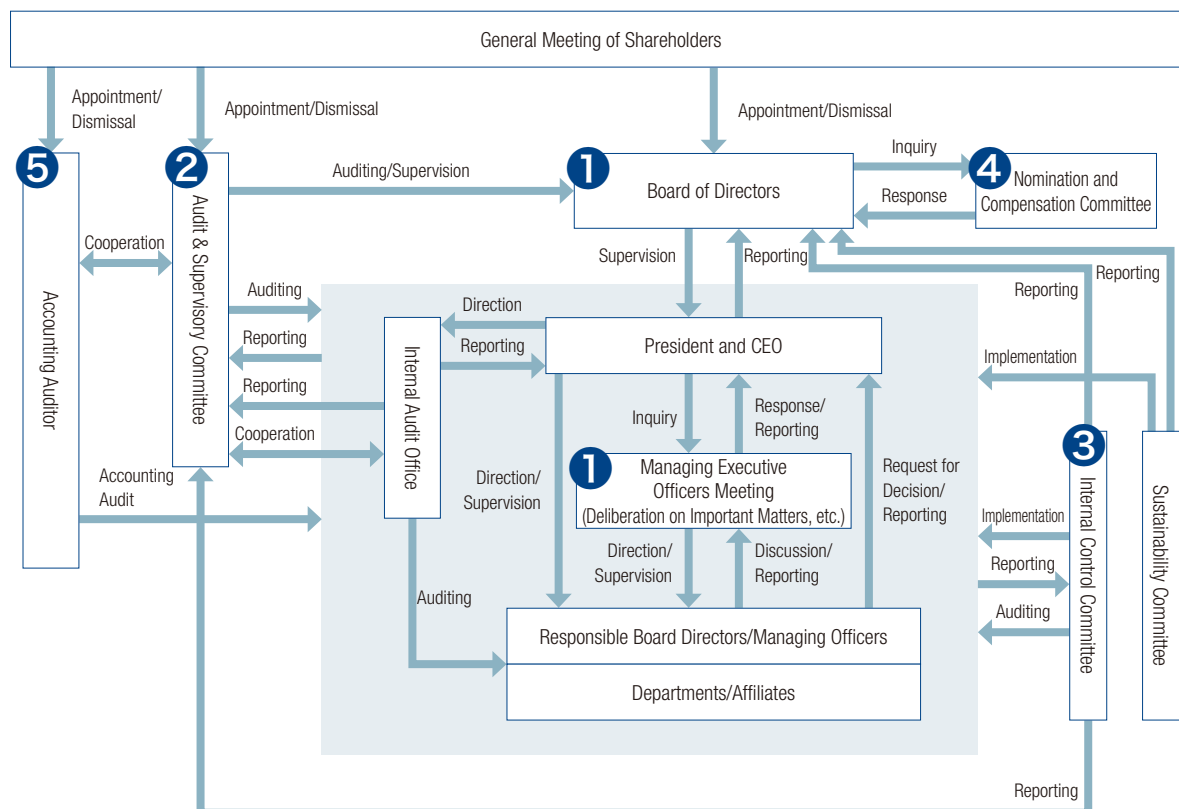 General Meeting of Shareholders
Appointment/
Dismissal
Appointment/Dismissal
Appointment/Dismissal
5
Accounting Auditor
2
Audit & Supervisory
Committee
Auditing/Supervision
1
Board of Directors
Inquiry
Response
4
Nomination and
Compensation Committee
Cooperation
Supervision
Reporting
Reporting
Reporting
Auditing
Reporting
Reporting
Cooperation
Accounting
Audit
Internal Audit Office
Direction
Reporting
President and CEO
Implementation
Inquiry
Response/
Reporting
1
Managing Executive
Officers Meeting
(Deliberation on Important Matters, etc.)
Direction/
Supervision
Request for
Decision/
Reporting
Direction/
Supervision
Discussion/
Reporting
Auditing
Responsible Board Directors/Managing Officers
Departments/Affiliates
Implementation
Reporting
Auditing
3
Internal Control Committee
Sustainability Committee
Reporting